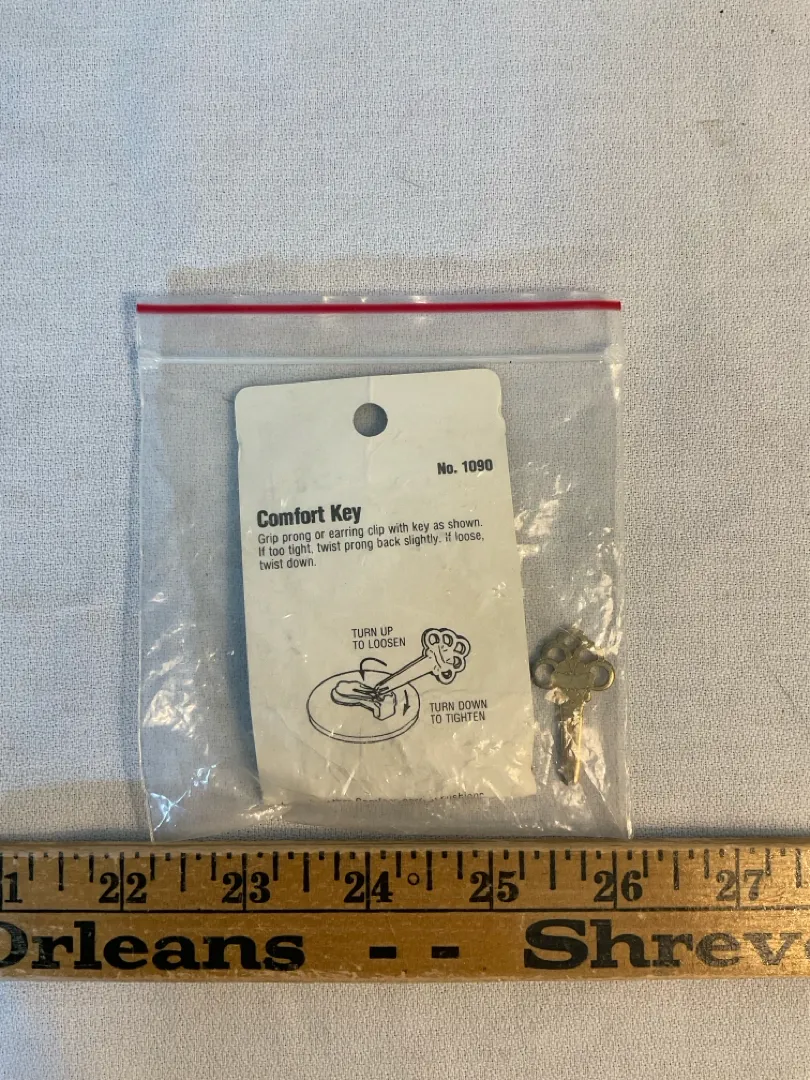 No. 1090
Comfort Key
Grip prong or earring clip with key as shown.
If too tight, twist prong back slightly. If loose,
twist down.
TURN UP
TO LOOSEN
TURN DOWN
TO TIGHTEN
1 22 23 24 25 26 27
Orleans -- Shrev